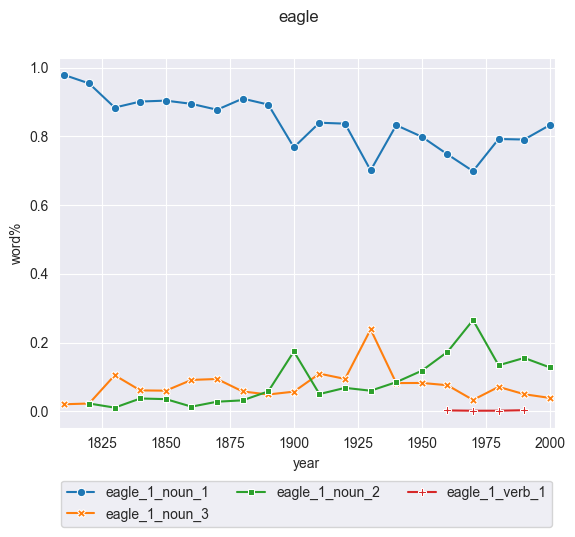 eagle
1.0
0.8
0.6
0.4
0.2
0.0
word%
1825 1850 1875 1900 1925 1950 1975 2000
year
eagle_1_noun_1 eagle_1_noun_2 eagle_1_verb_1
eagle_1_noun_3